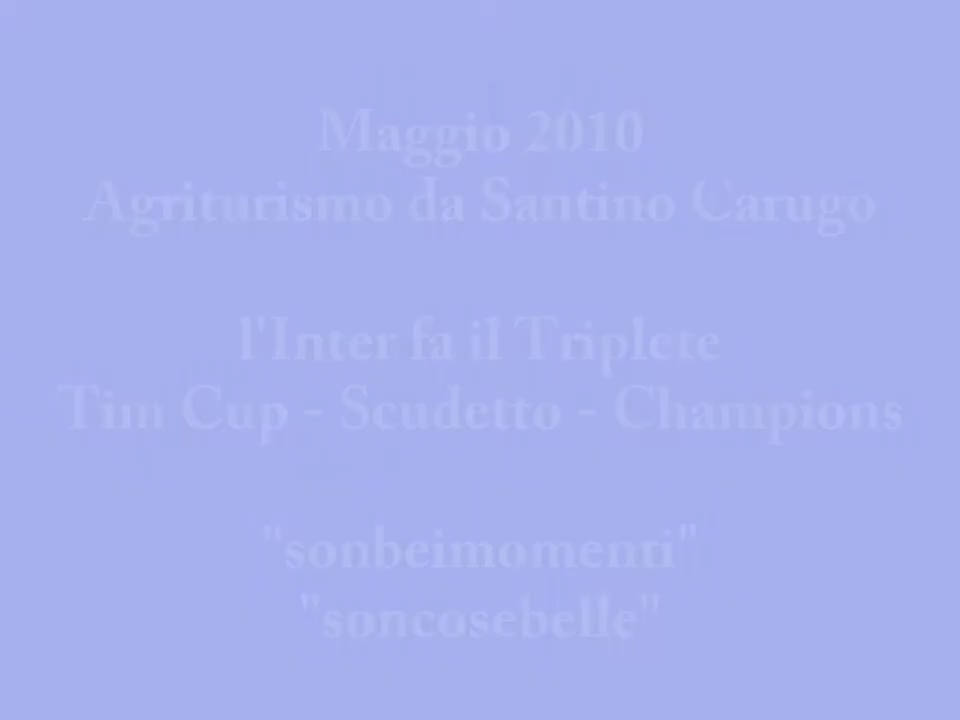 Maggio 2010
Agriturismo da Santino Carugo
l'Inter fa il Triplete
Tim Cup - Scudetto - Champions
"sonbeimomenti"
"soncosebelle"